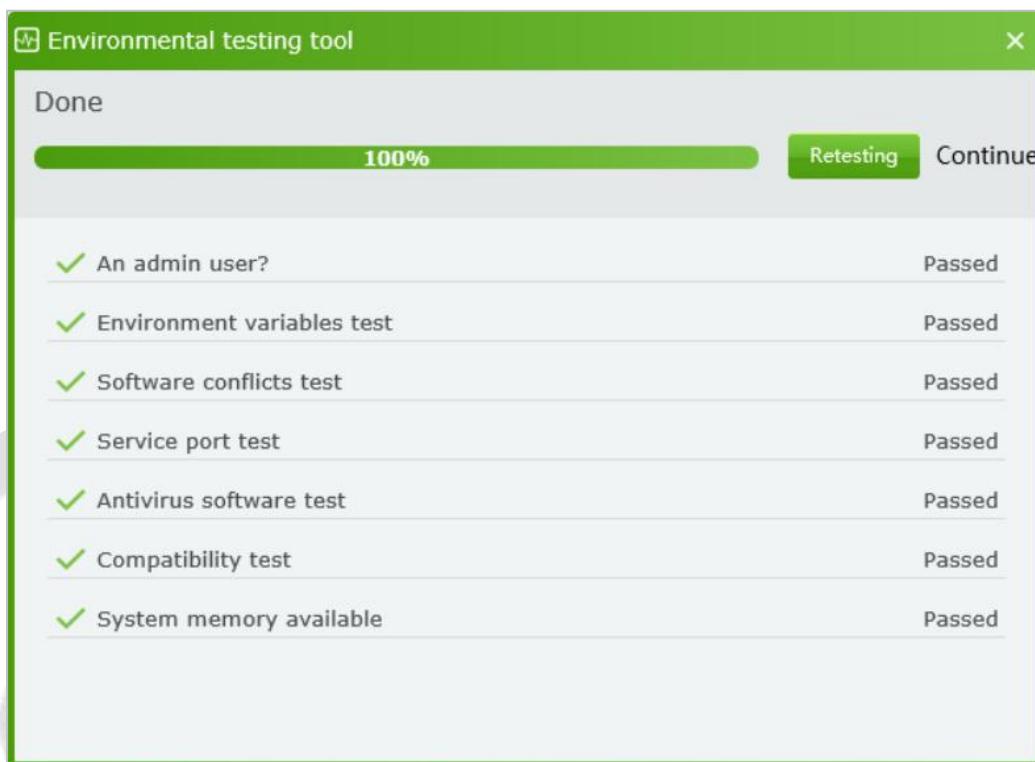 Environmental testing tool
Done
100% Retesting Continue
An admin user? Passed
Environment variables test Passed
Software conflicts test Passed
Service port test Passed
Antivirus software test Passed
Compatibility test Passed
System memory available Passed